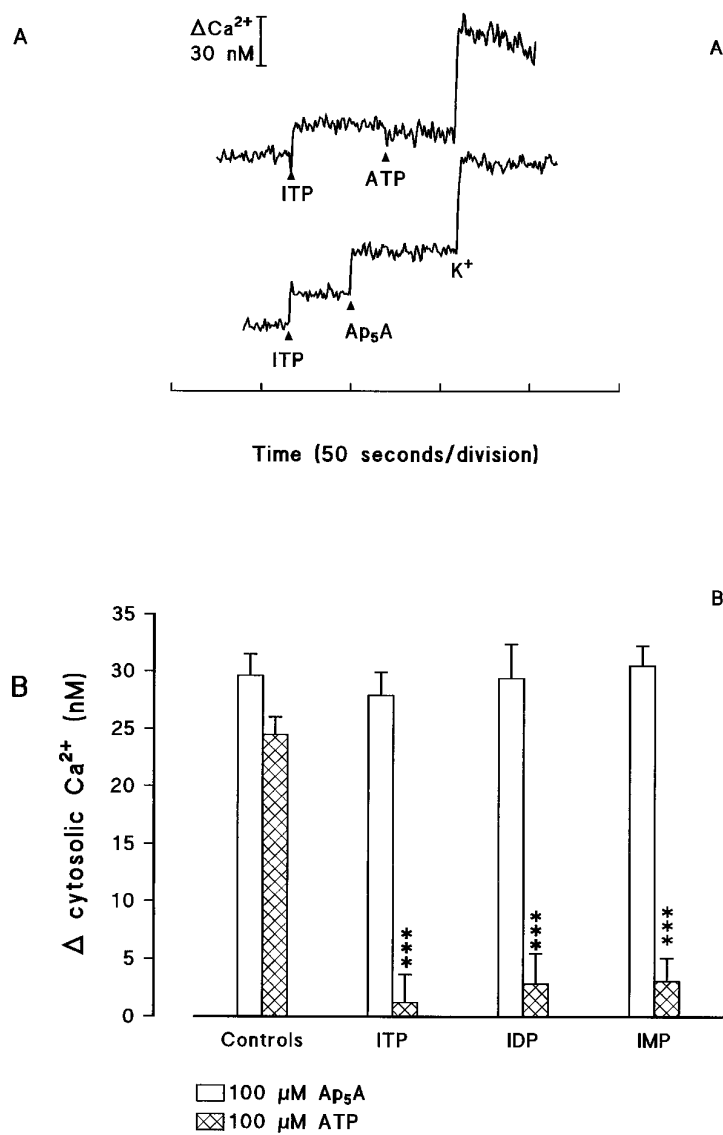 A
ΔCa²⁺
30 nM
A
ITP
ATP
K⁺
Ap₅A
ITP
Time (50 seconds/division)
B
B
Δ cytosolic Ca²⁺ (nM)
35
30
25
20
15
10
5
0
***
***
***
Controls ITP IDP IMP
100 μM Ap₅A
100 μM ATP